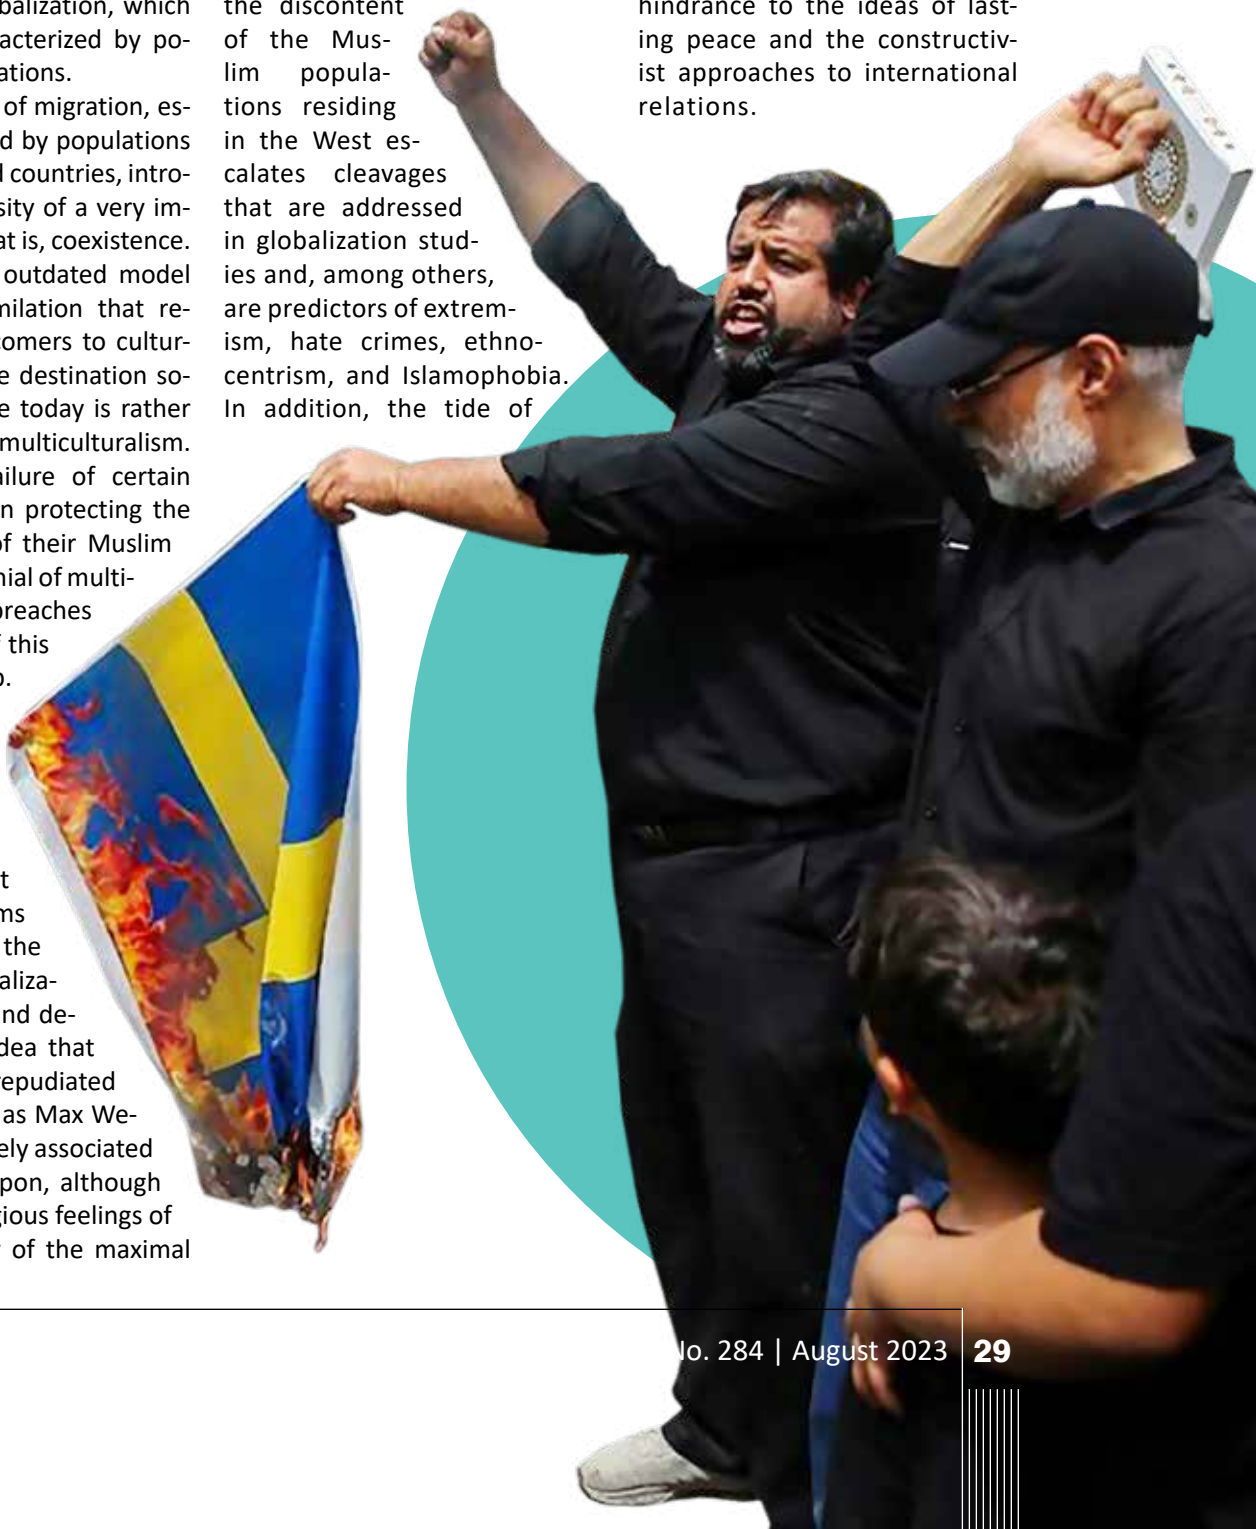 balization, which
acterized by po-
ations.
of migration, es-
d by populations
d countries, intro-
sity of a very im-
at is, coexistence.
outdated model
milation that re-
comers to cultur-
e destination so-
e today is rather
multiculturalism.
ailure of certain
n protecting the
of their Muslim
nial of multi-
breaches
f this
o.
t
ms
the
aliza-
nd de-
dea that
repudiated
as Max We-
ely associated
pon, although
gious feelings of
r of the maximal
the discontent
of the Mus-
lim popula-
tions residing
in the West es-
calates cleavages
that are addressed
in globalization stud-
ies and, among others,
are predictors of extrem-
ism, hate crimes, ethno-
centrism, and Islamophobia.
In addition, the tide of
hindrance to the ideas of last-
ing peace and the constructiv-
ist approaches to international
relations.
No. 284 | August 2023 29